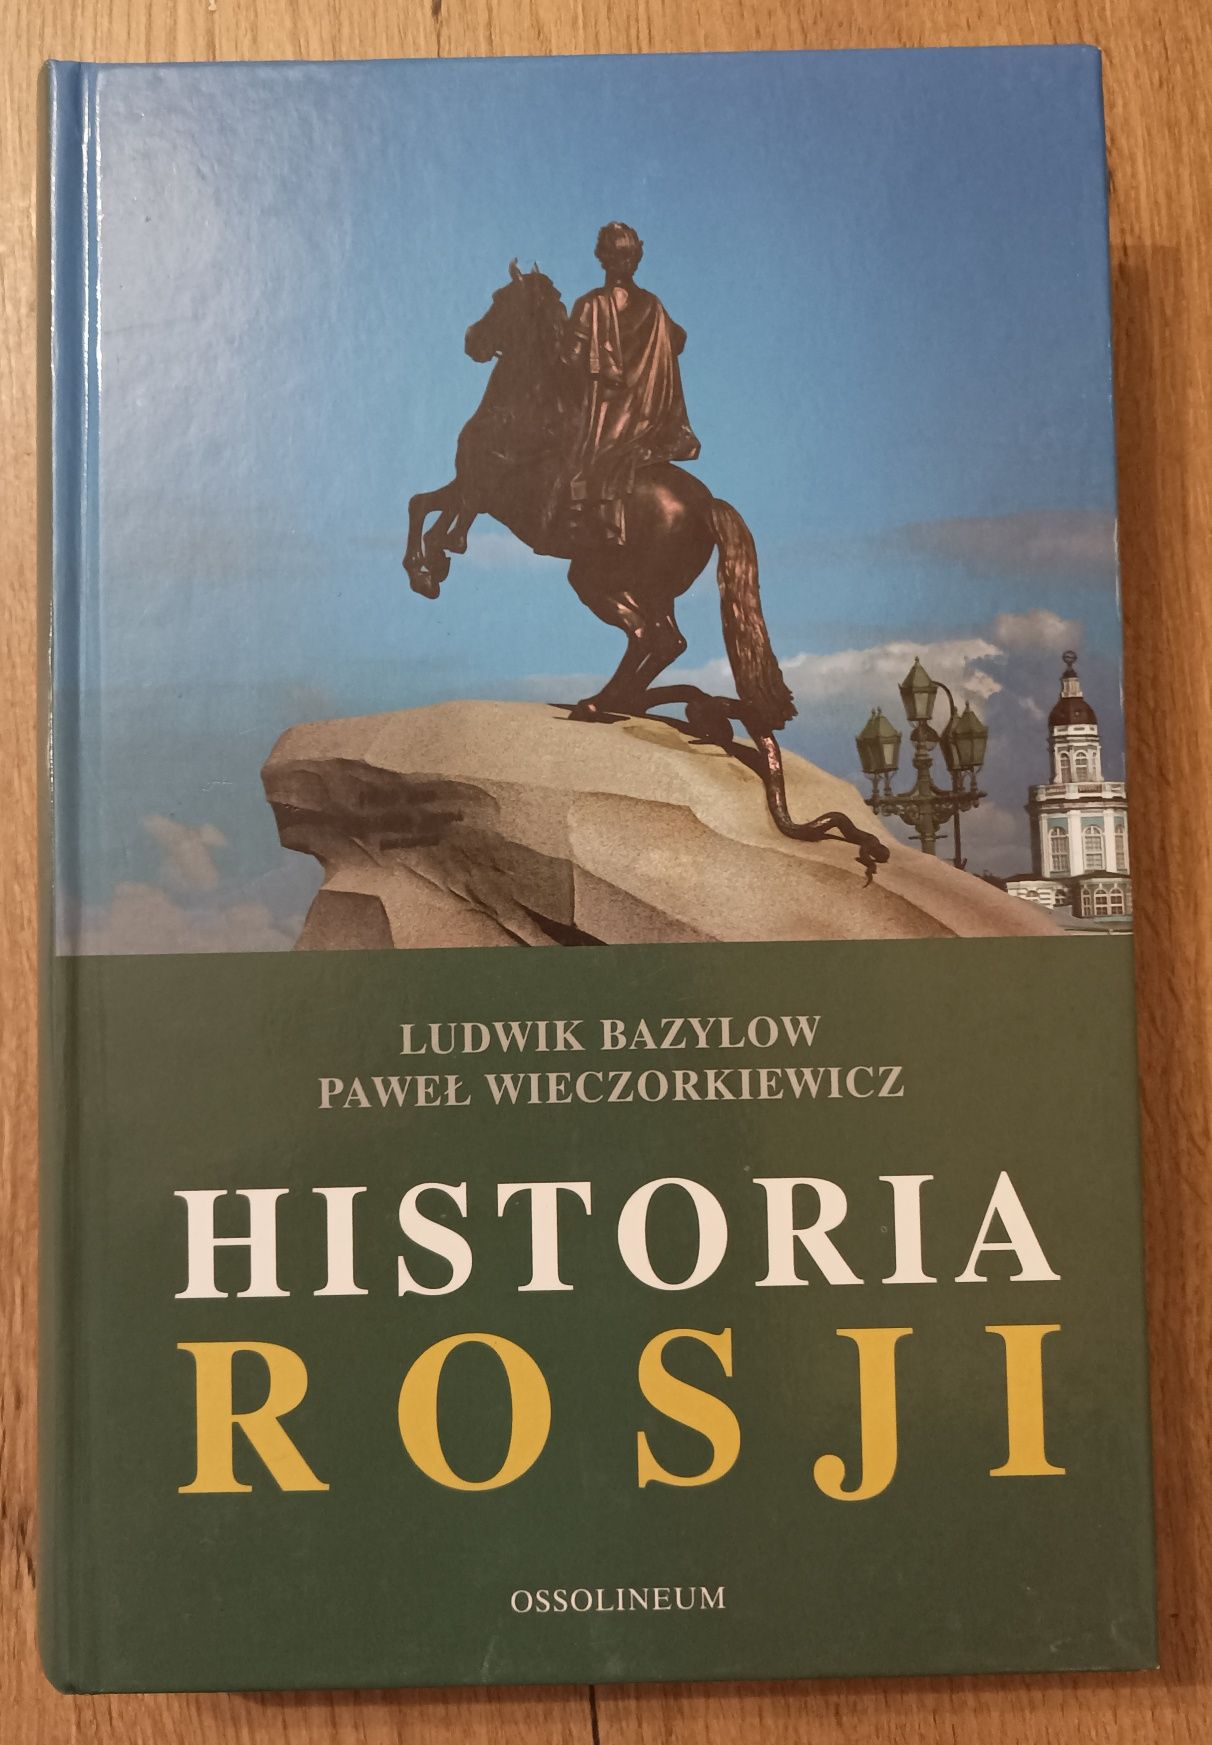 LUDWIK BAZYLOW
PAWEŁ WIECZORKIEWICZ
HISTORIA
ROSJI
OSSOLINEUM